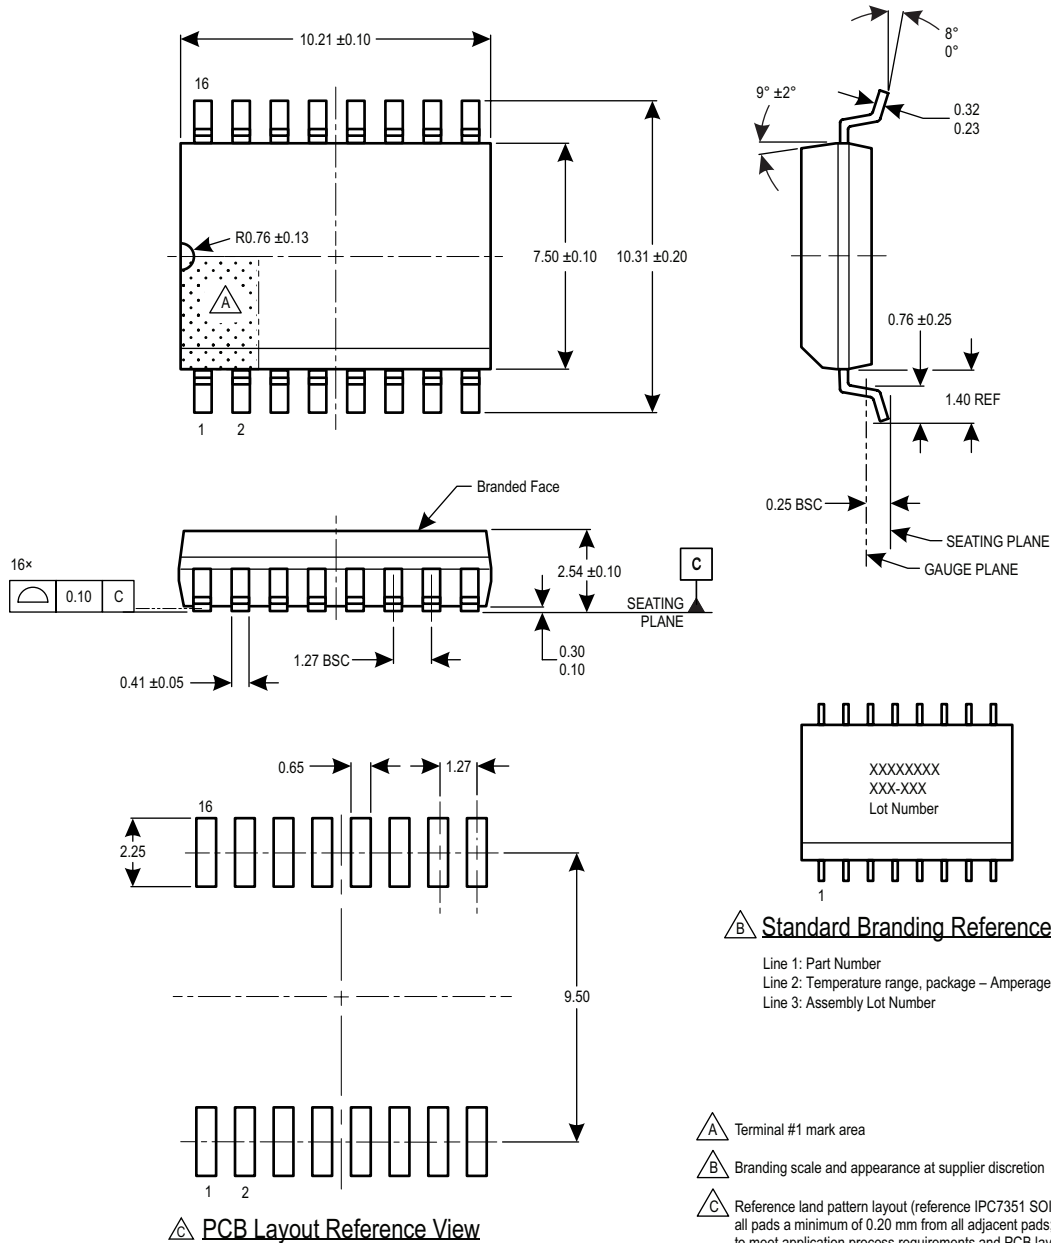 10.21 ±0.10
16
R0.76 ±0.13
A
7.50 ±0.10
10.31 ±0.20
1 2
8°
0°
9° ±2°
0.32
0.23
0.76 ±0.25
1.40 REF
0.25 BSC
SEATING PLANE
GAUGE PLANE
Branded Face
16×
0.10 C
2.54 ±0.10
C
SEATING
PLANE
1.27 BSC
0.30
0.10
0.41 ±0.05
0.65
1.27
16
2.25
9.50
1 2
C PCB Layout Reference View
XXXXXXXX
XXX-XXX
Lot Number
1
B Standard Branding Reference
Line 1: Part Number
Line 2: Temperature range, package – Amperage
Line 3: Assembly Lot Number
A Terminal #1 mark area
B Branding scale and appearance at supplier discretion
C Reference land pattern layout (reference IPC7351
all pads a minimum of 0.20 mm from all adjacent pads
to meet application process requirements and PCB